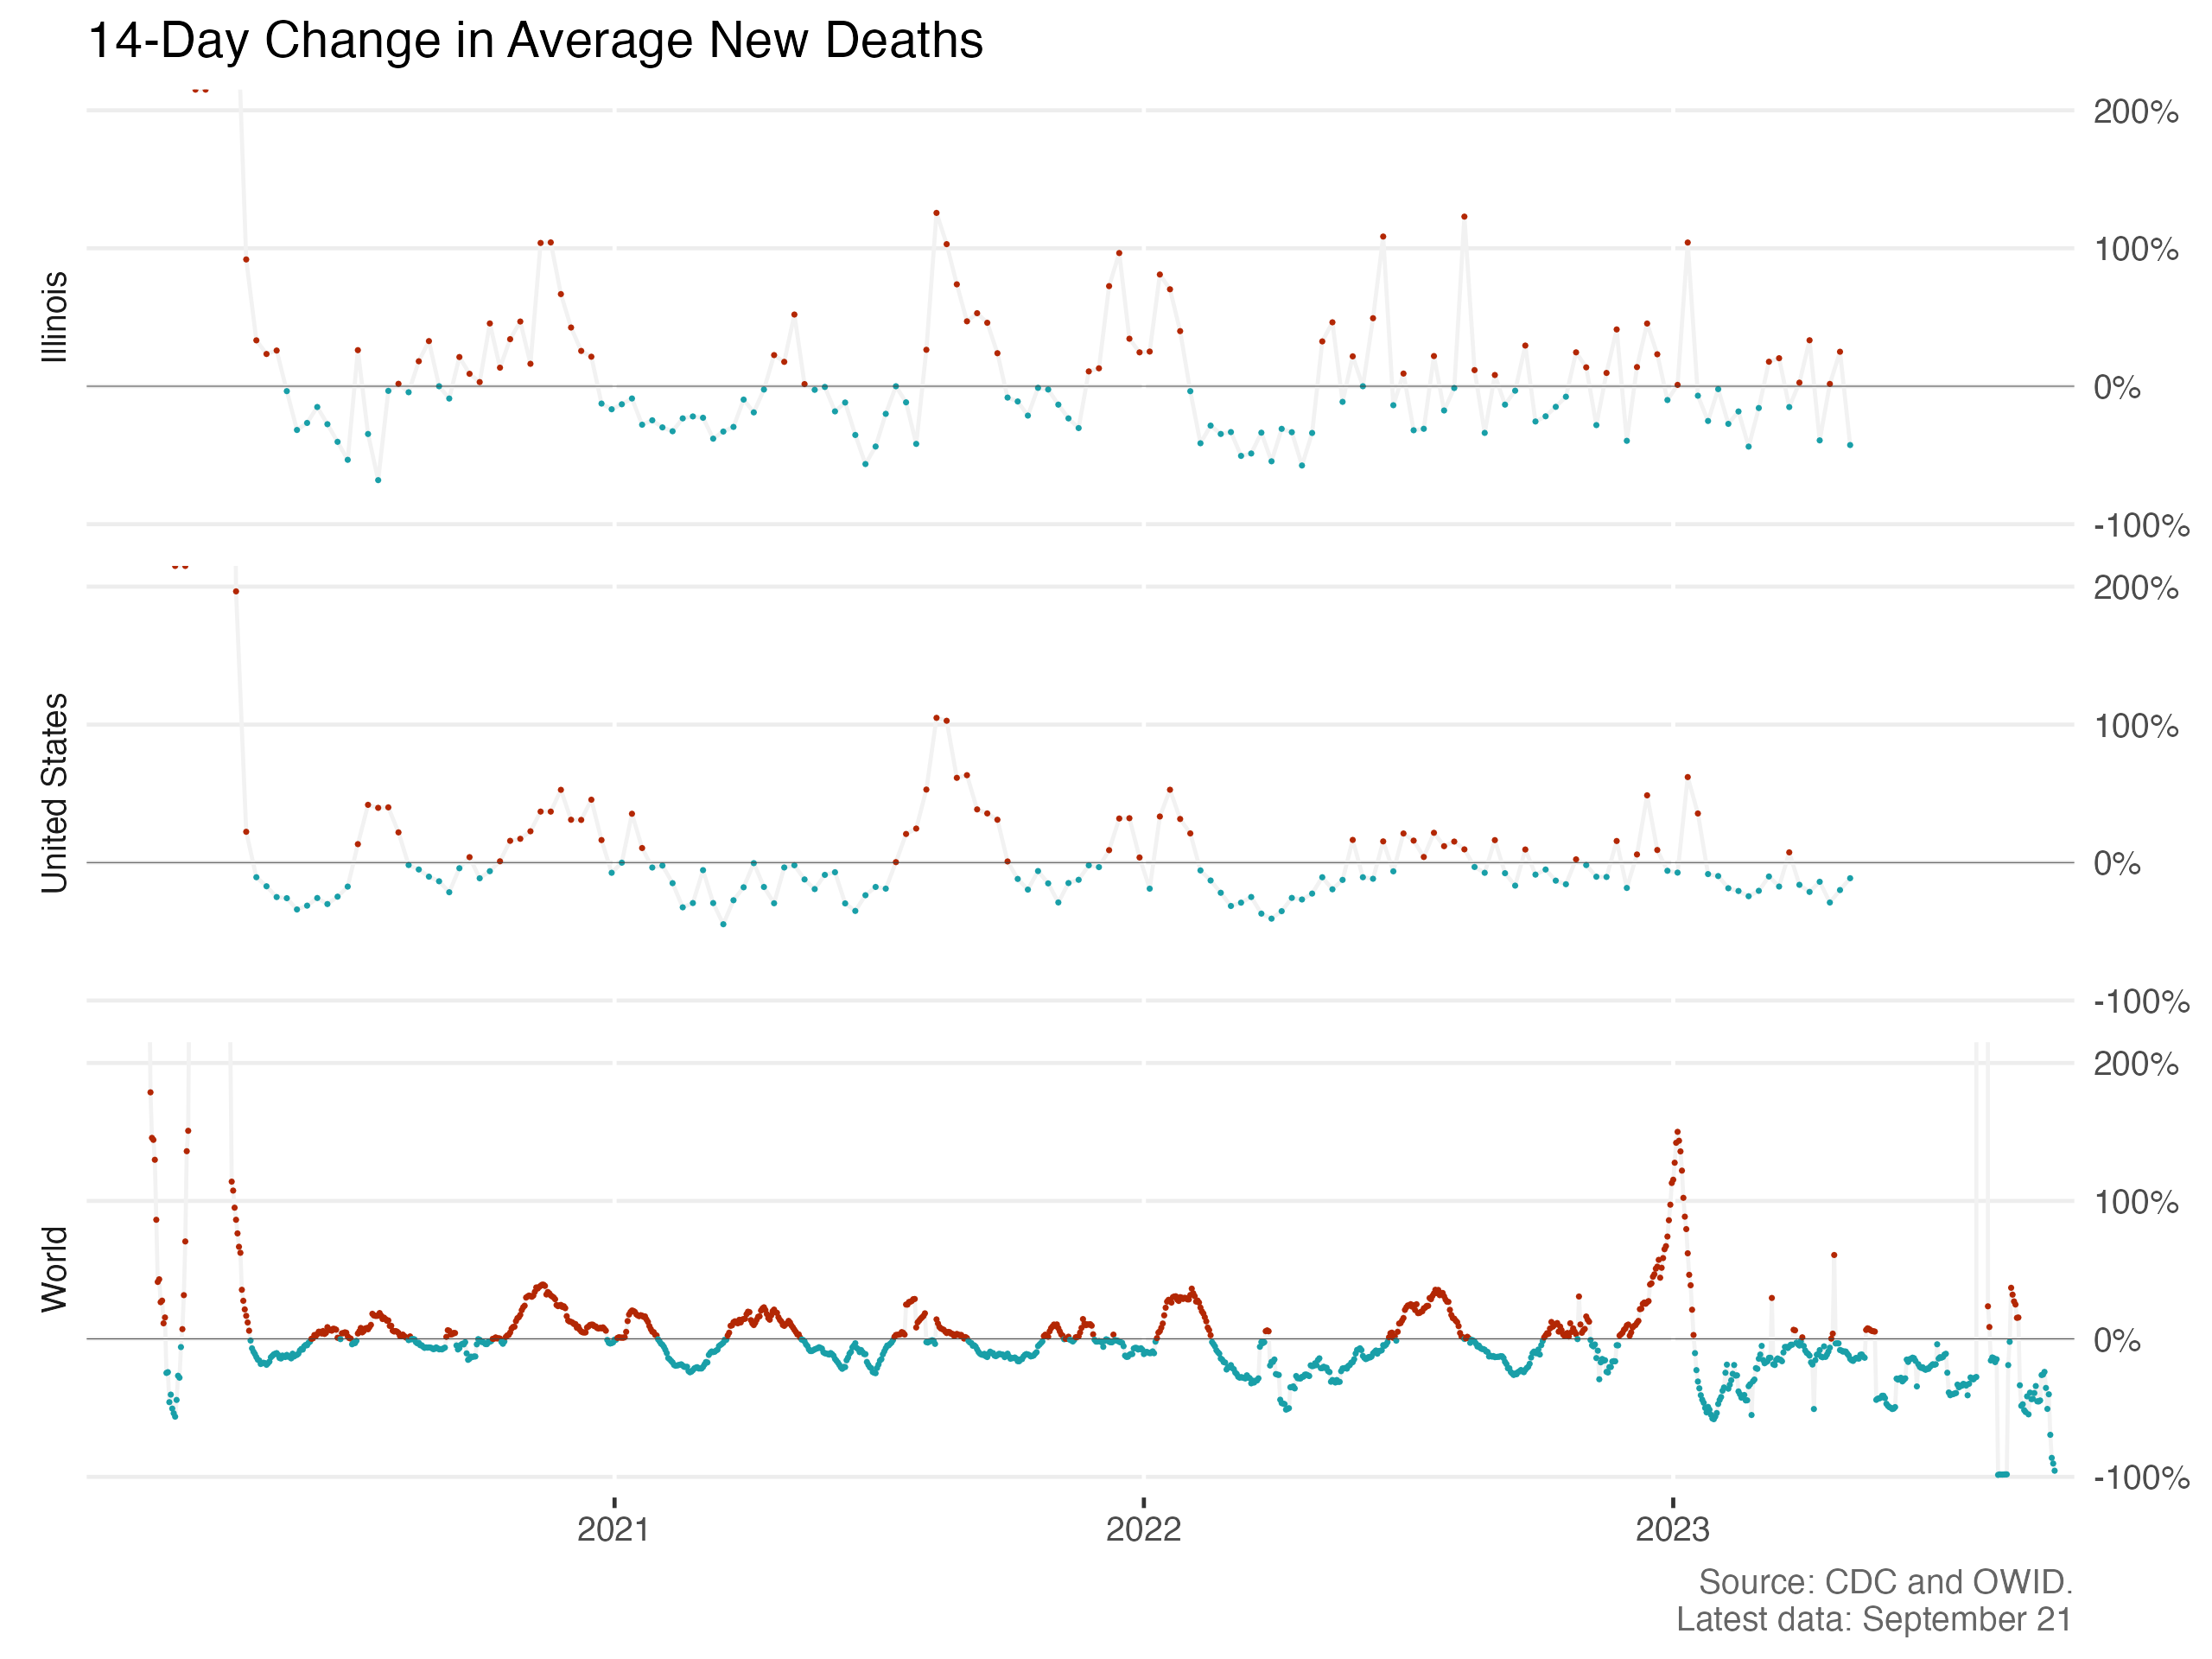 14-Day Change in Average New Deaths
Illinois
200%
100%
0%
-100%
United States
200%
100%
0%
-100%
World
200%
100%
0%
-100%
2021
2022
2023
Source: CDC and OWID.
Latest data: September 21